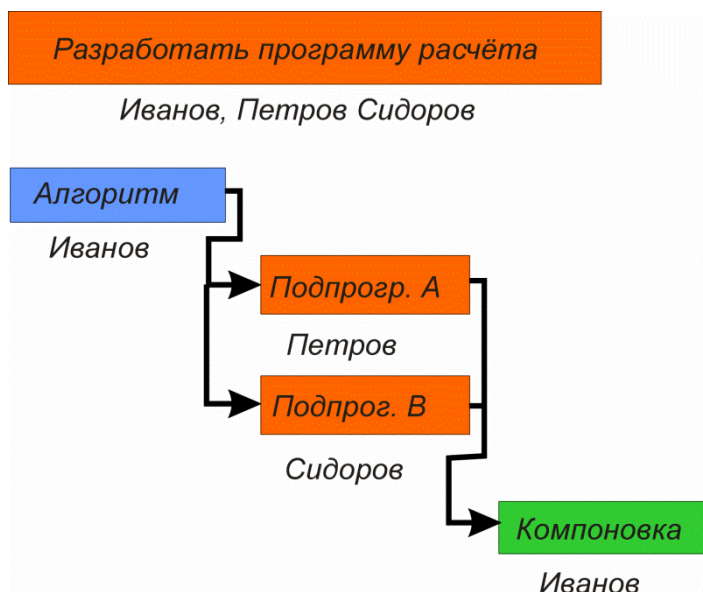 Разработать программу расчёта
Иванов, Петров Сидоров
Алгоритм
Иванов
Подпрогр. А
Петров
Подпрог. В
Сидоров
Компоновка
Иванов